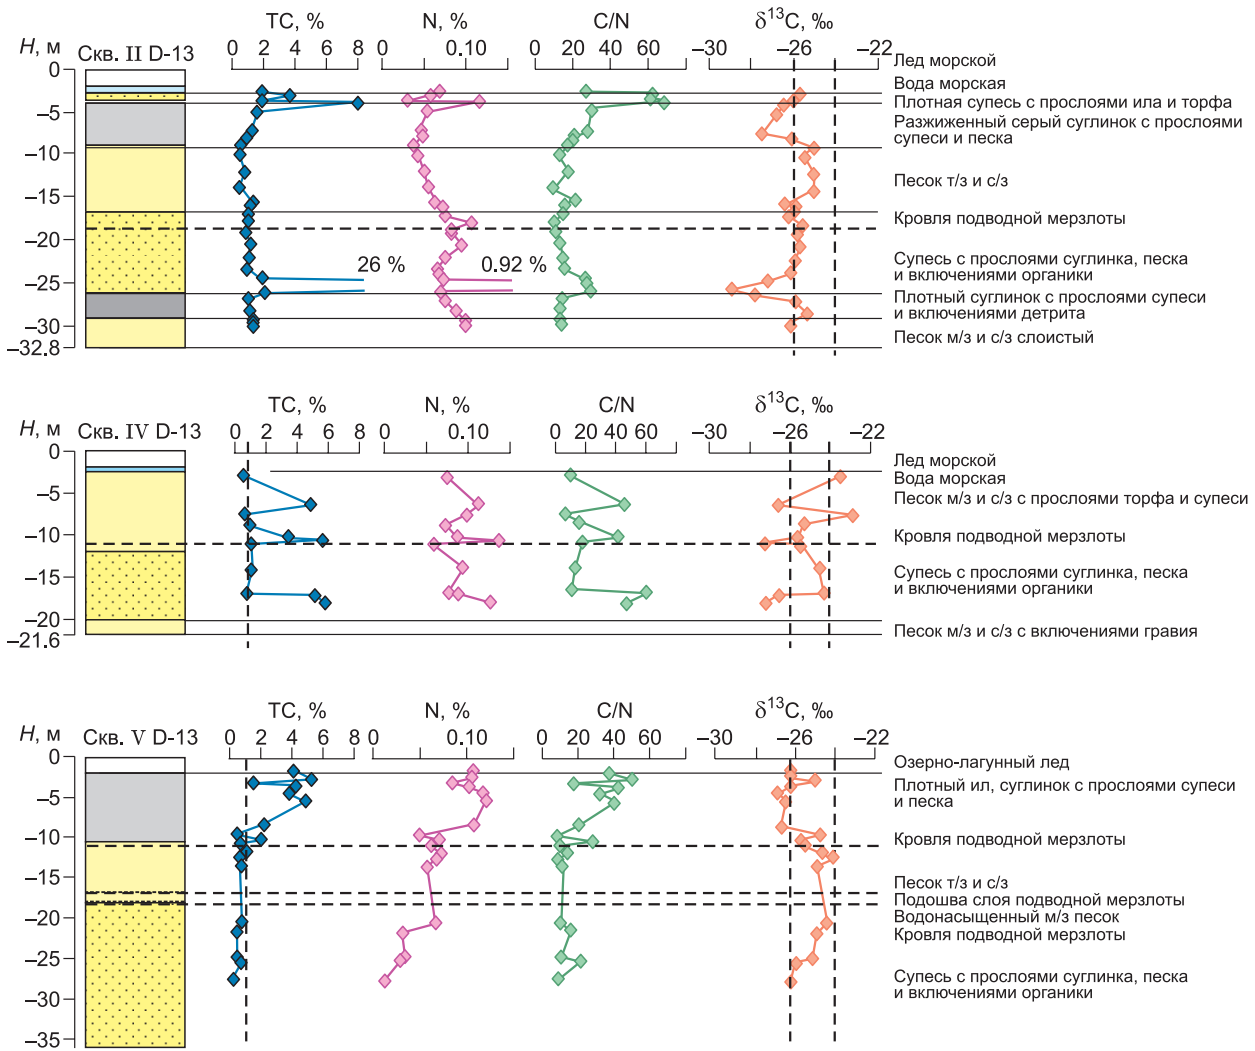 TC, %
N, %
C/N
δ¹³C, ‰
H, м
Скв. II D-13
0 2 4 6 8
0 0.10
0 20 40 60
–30 –26 –22
Лед морской
0
Вода морская
Плотная супесь с прослоями ила и торфа
–5
Разжиженный серый суглинок с прослоями
супеси и песка
–10
Песок т/з и с/з
–15
Кровля подводной мерзлоты
–20
26 %
0.92 %
Супесь с прослоями суглинка, песка
и включениями органики
–25
Плотный суглинок с прослоями супеси
и включениями детрита
–30
Песок м/з и с/з слоистый
–32.8
TC, %
N, %
C/N
δ¹³C, ‰
H, м
Скв. IV D-13
0 2 4 6 8
0 0.10
0 20 40 60
–30 –26 –22
0
Лед морской
Вода морская
–5
Песок м/з и с/з с прослоями торфа и супеси
–10
Кровля подводной мерзлоты
–15
Супесь с прослоями суглинка, песка
и включениями органики
–20
–21.6
Песок м/з и с/з с включениями гравия
TC, %
N, %
C/N
δ¹³C, ‰
H, м
Скв. V D-13
0 2 4 6 8
0 0.10
0 20 40 60
–30 –26 –22
0
Озерно-лагунный лед
–5
Плотный ил, суглинок с прослоями супеси
и песка
–10
Кровля подводной мерзлоты
–15
Песок т/з и с/з
Подошва слоя подводной мерзлоты
–20
Водонасыщенный м/з песок
Кровля подводной мерзлоты
–25
Супесь с прослоями суглинка, песка
и включениями органики
–30
–35